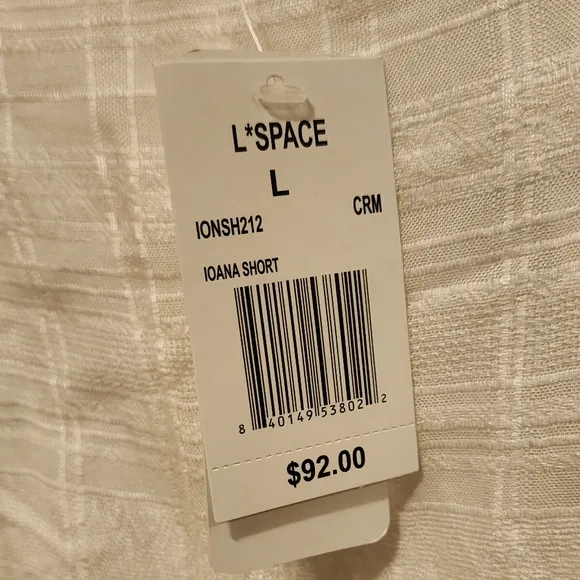 L*SPACE
L
IONSH212 CRM
IOANA SHORT
8 40149 53802 2
$92.00